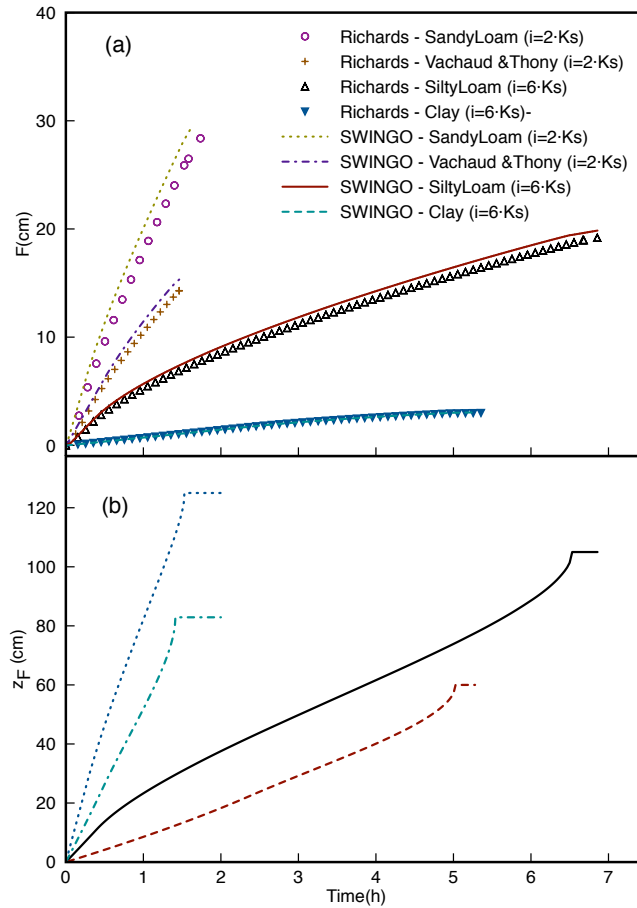 40
(a)
Richards - SandyLoam (i=2·Ks)
Richards - Vachaud &Thony (i=2·Ks)
Richards - SiltyLoam (i=6·Ks)
Richards - Clay (i=6·Ks)-
SWINGO - SandyLoam (i=2·Ks)
SWINGO - Vachaud &Thony (i=2·Ks)
SWINGO - SiltyLoam (i=6·Ks)
SWINGO - Clay (i=6·Ks)
30
20
10
0
F(cm)
(b)
120
100
80
60
40
20
0
z_F (cm)
0 1 2 3 4 5 6 7
Time(h)